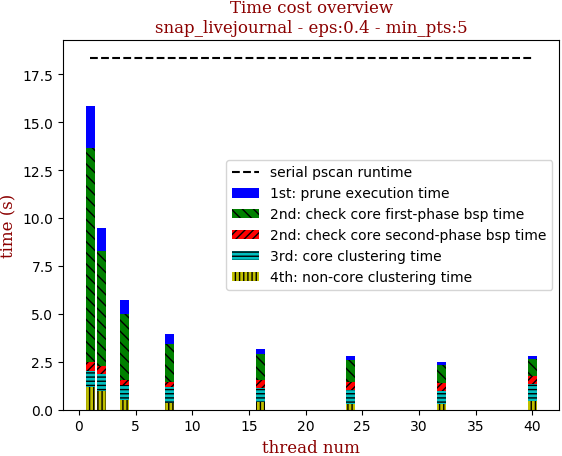 Time cost overview
snap_livejournal - eps:0.4 - min_pts:5
time (s)
17.5
15.0
12.5
10.0
7.5
5.0
2.5
0.0
serial pscan runtime
1st: prune execution time
2nd: check core first-phase bsp time
2nd: check core second-phase bsp time
3rd: core clustering time
4th: non-core clustering time
0 5 10 15 20 25 30 35 40
thread num